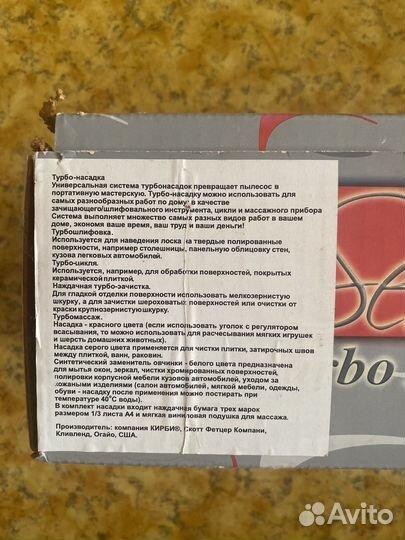 Турбо-насадка
Универсальная система турбонасадок превращает пылесос в
портативную мастерскую. Турбо-насадку можно использовать для
самых разнообразных работ по дому в качестве
зачищающего/шлифовального инструмента, цикли и массажного прибора
Система выполняет множество самых разных видов работ в вашем
доме, экономя ваше время, ваш труд и ваши деньги!
Турбошлифовка.
Используется для наведения лоска на твердые полированные
поверхности, например столешницы, панельную облицовку стен,
кузова легковых автомобилей.
Турбо-цикля.
Используется, например, для обработки поверхностей, покрытых
керамической плиткой.
Наждачная турбо-зачистка.
Для гладкой отделки поверхности использовать мелкозернистую
шкурку, а для зачистки шероховатых поверхностей или очистки от
краски крупнозернистую шкурку.
Турбомассаж.
Насадка - красного цвета (если использовать уголок с регулятором
всасывания, то можно использовать для расчесывания мягких игрушек
и шерсть домашних животных).
Насадка серого цвета применяется для чистки плитки, затирочных швов
между плиткой, ванн, раковин.
Синтетический заменитель овчинки - белого цвета предназначена
для мытья окон, зеркал, чистки хромированных поверхностей,
полировки корпусной мебели кузовов автомобилей, уходом за
кожаными изделиями (салон автомобилей, мягкой мебели, одежды,
обуви - насадку после применения можно постирать при
температуре 40°С воды).
В комплект насадки входит наждачная бумага трех марок
размером 1/3 листа А4 и мягкая виниловая подушка для массажа.
Производитель: компания КИРБИ®, Скотт Фетцер Компани,
Кливленд, Огайо, США.
rbo
Avito